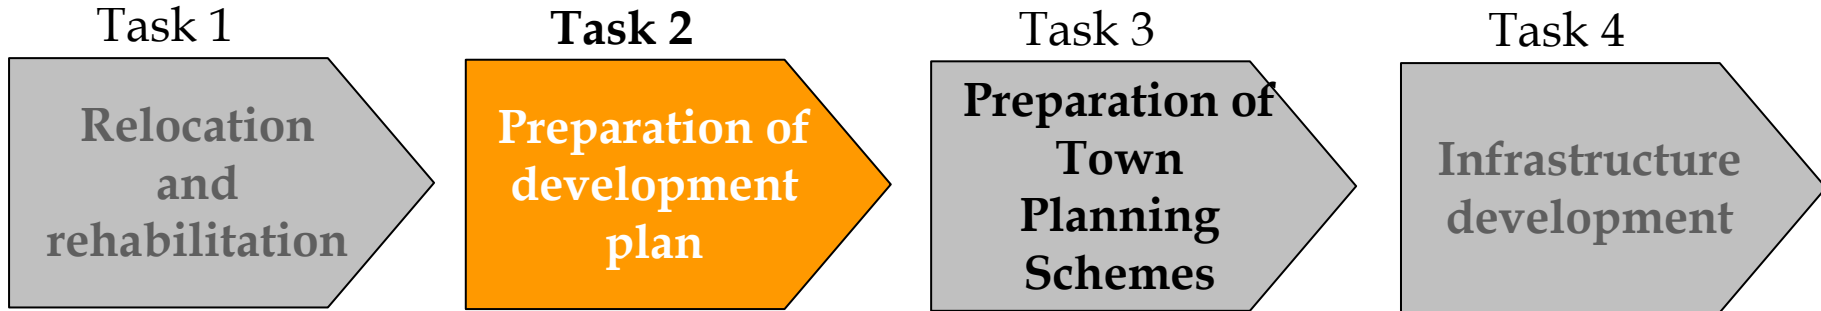 Task 1
Relocation
and
rehabilitation
Task 2
Preparation of
development
plan
Task 3
Preparation of
Town
Planning
Schemes
Task 4
Infrastructure
development